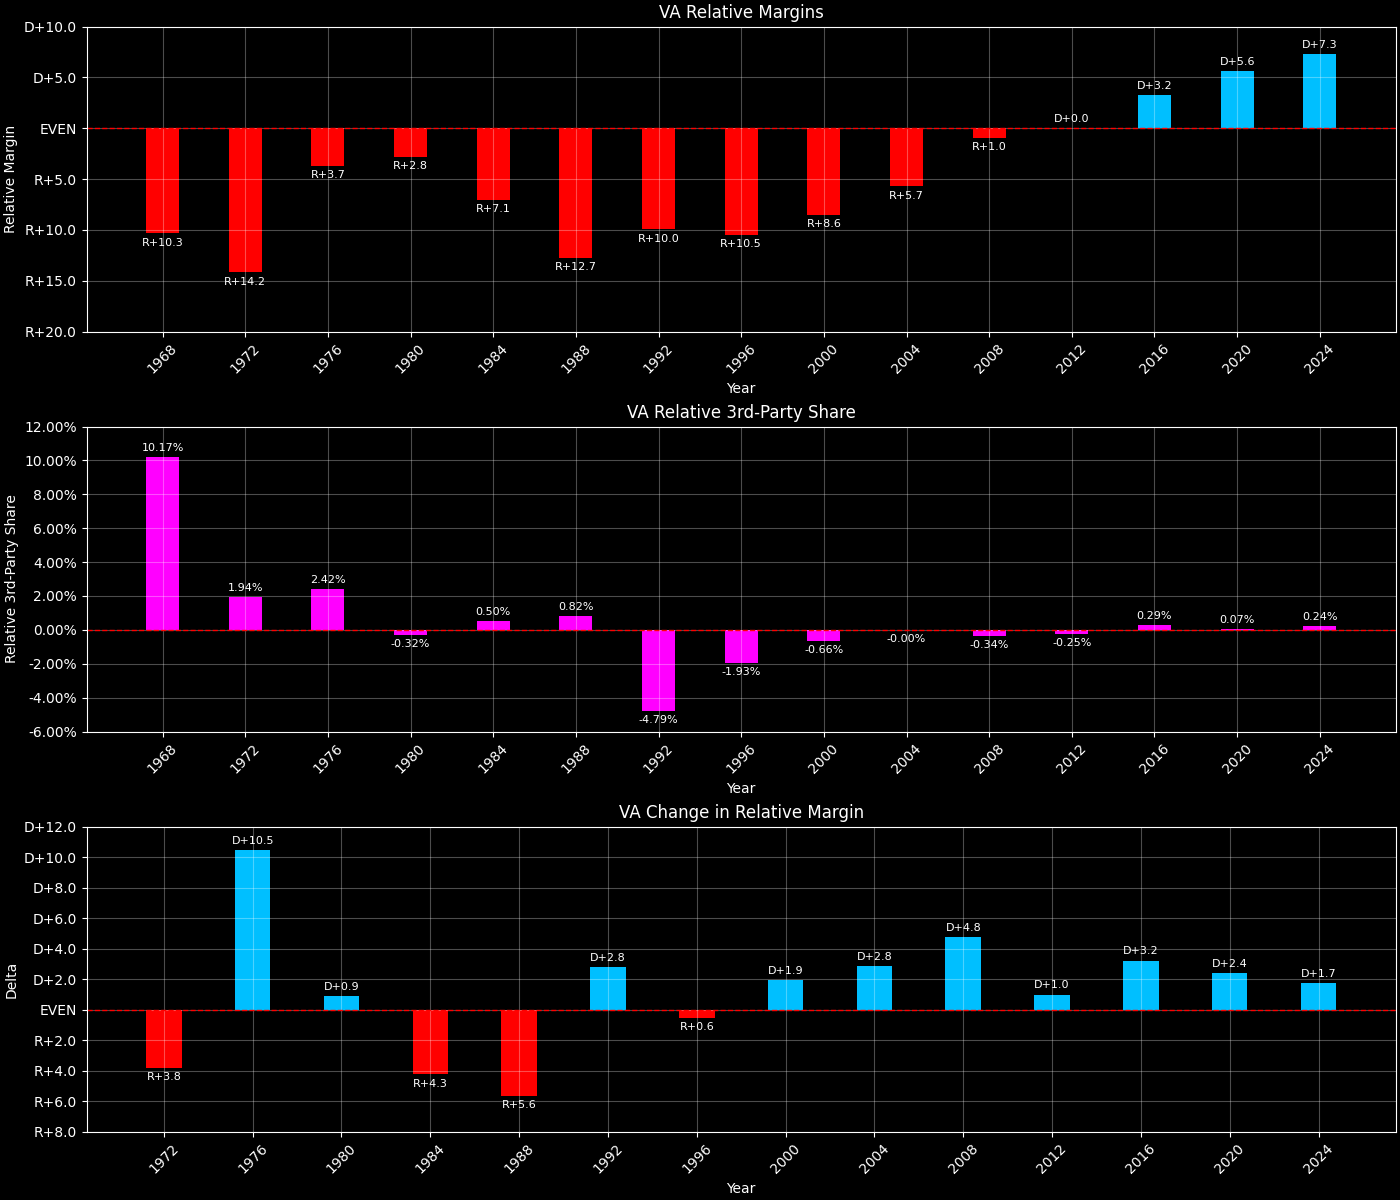 VA Relative Margins
D+10.0
D+5.0
EVEN
R+5.0
R+10.0
R+15.0
R+20.0
Relative Margin
R+10.3
R+14.2
R+3.7
R+2.8
R+7.1
R+12.7
R+10.0
R+10.5
R+8.6
R+5.7
R+1.0
D+0.0
D+3.2
D+5.6
D+7.3
1968
1972
1976
1980
1984
1988
1992
1996
2000
2004
2008
2012
2016
2020
2024
Year
VA Relative 3rd-Party Share
12.00%
10.00%
8.00%
6.00%
4.00%
2.00%
0.00%
-2.00%
-4.00%
-6.00%
Relative 3rd-Party Share
10.17%
1.94%
2.42%
-0.32%
0.50%
0.82%
-4.79%
-1.93%
-0.66%
-0.00%
-0.34%
-0.25%
0.29%
0.07%
0.24%
1968
1972
1976
1980
1984
1988
1992
1996
2000
2004
2008
2012
2016
2020
2024
Year
VA Change in Relative Margin
D+12.0
D+10.0
D+8.0
D+6.0
D+4.0
D+2.0
EVEN
R+2.0
R+4.0
R+6.0
R+8.0
Delta
R+3.8
D+10.5
D+0.9
R+4.3
R+5.6
D+2.8
R+0.6
D+1.9
D+2.8
D+4.8
D+1.0
D+3.2
D+2.4
D+1.7
1972
1976
1980
1984
1988
1992
1996
2000
2004
2008
2012
2016
2020
2024
Year